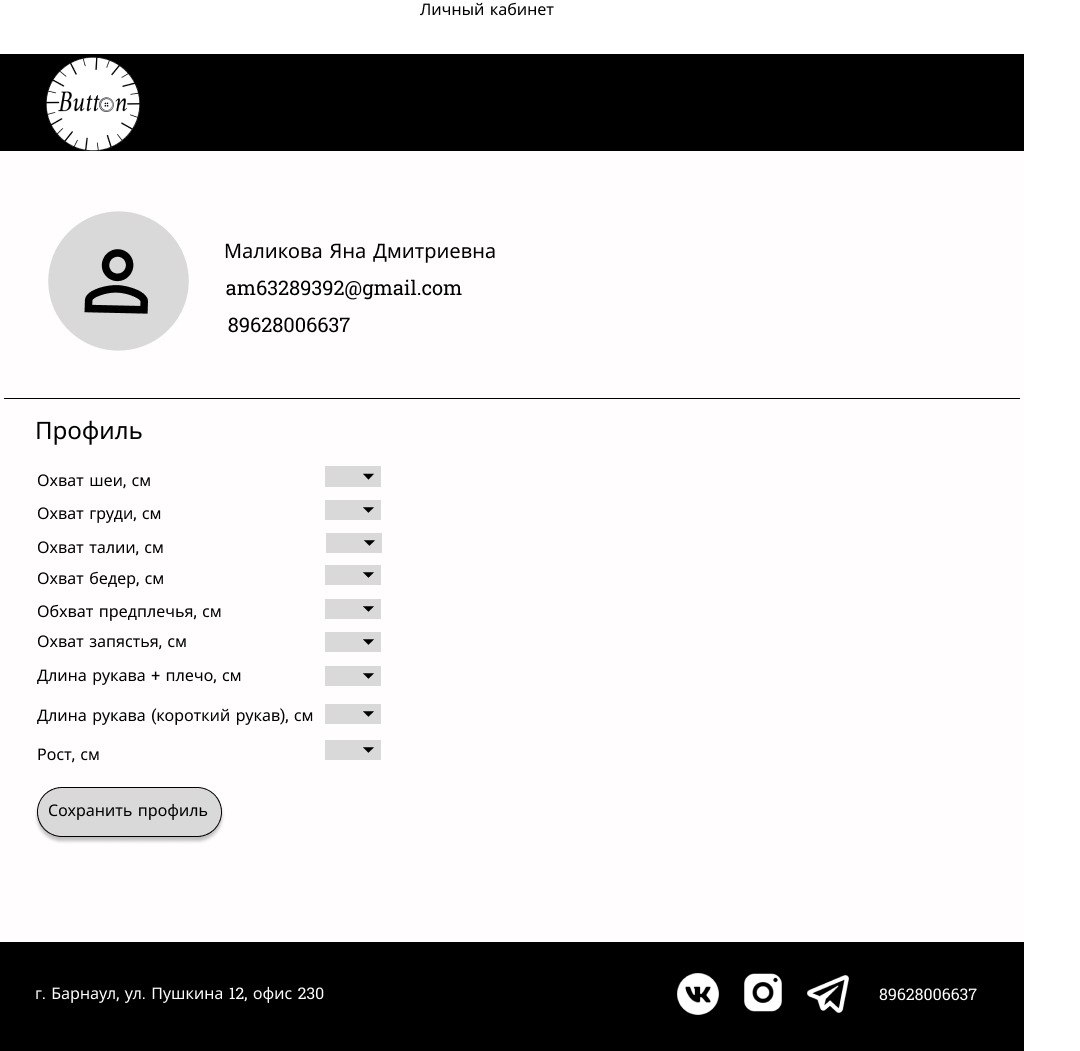 Личный кабинет
Button
Маликова Яна Дмитриевна
am63289392@gmail.com
89628006637
Профиль
Охват шеи, см
Охват груди, см
Охват талии, см
Охват бедер, см
Обхват предплечья, см
Охват запястья, см
Длина рукава + плечо, см
Длина рукава (короткий рукав), см
Рост, см
Сохранить профиль
г. Барнаул, ул. Пушкина 12, офис 230
89628006637